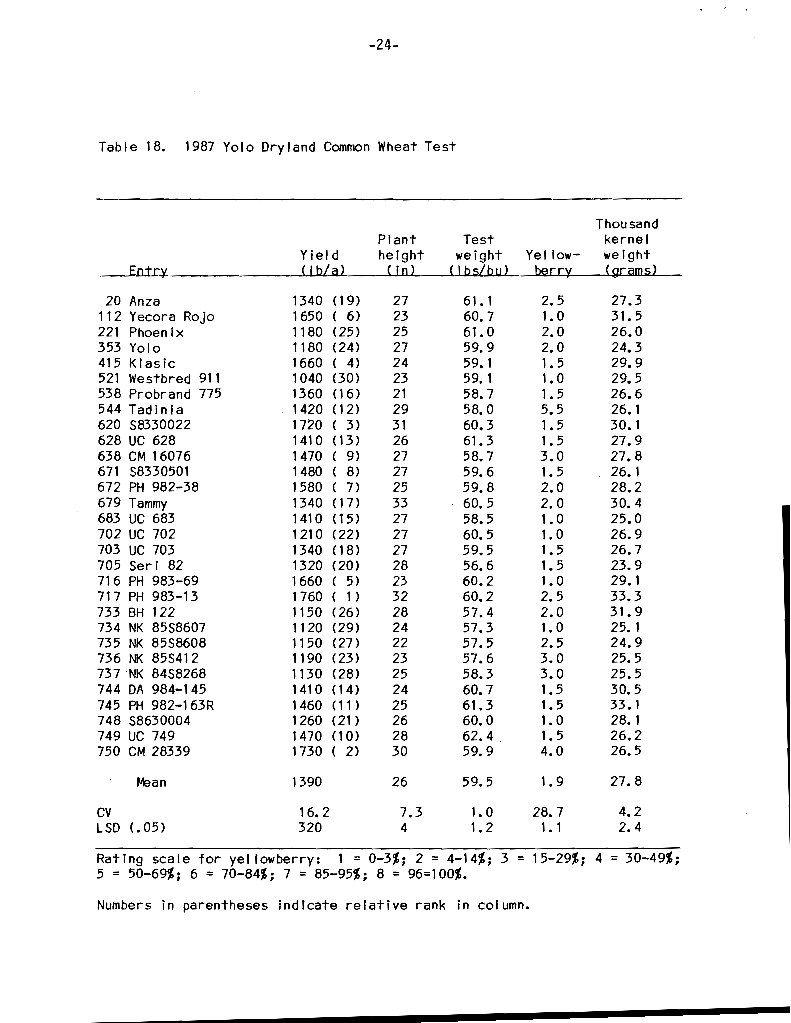 -24-
Table 18. 1987 Yolo Dryland Common Wheat Test
Thousand
Plant Test kernel
Yield height weight Yellow- weight
Entry (lb/a) (in) (lbs/bu) berry (grams)
20 Anza 1340 (19) 27 61.1 2.5 27.3
112 Yecora Rojo 1650 ( 6) 23 60.7 1.0 31.5
221 Phoenix 1180 (25) 25 61.0 2.0 26.0
353 Yolo 1180 (24) 27 59.9 2.0 24.3
415 Klasic 1660 ( 4) 24 59.1 1.5 29.9
521 Westbred 911 1040 (30) 23 59.1 1.0 29.5
538 Probrand 775 1360 (16) 21 58.7 1.5 26.6
544 Tadinia 1420 (12) 29 58.0 5.5 26.1
620 S8330022 1720 ( 3) 31 60.3 1.5 30.1
628 UC 628 1410 (13) 26 61.3 1.5 27.9
638 CM 16076 1470 ( 9) 27 58.7 3.0 27.8
671 S8330501 1480 ( 8) 27 59.6 1.5 26.1
672 PH 982-38 1580 ( 7) 25 59.8 2.0 28.2
679 Tammy 1340 (17) 33 60.5 2.0 30.4
683 UC 683 1410 (15) 27 58.5 1.0 25.0
702 UC 702 1210 (22) 27 60.5 1.0 26.9
703 UC 703 1340 (18) 27 59.5 1.5 26.7
705 Seri 82 1320 (20) 28 56.6 1.5 23.9
716 PH 983-69 1660 ( 5) 23 60.2 1.0 29.1
717 PH 983-13 1760 ( 1) 32 60.2 2.5 33.3
733 BH 122 1150 (26) 28 57.4 2.0 31.9
734 NK 85S8607 1120 (29) 24 57.3 1.0 25.1
735 NK 85S8608 1150 (27) 22 57.5 2.5 24.9
736 NK 85S412 1190 (23) 23 57.6 3.0 25.5
737 NK 84S8268 1130 (28) 25 58.3 3.0 25.5
744 DA 984-145 1410 (14) 24 60.7 1.5 30.5
745 PH 982-163R 1460 (11) 25 61.3 1.5 33.1
748 S8630004 1260 (21) 26 60.0 1.0 28.1
749 UC 749 1470 (10) 28 62.4 1.5 26.2
750 CM 28339 1730 ( 2) 30 59.9 4.0 26.5
Mean 1390 26 59.5 1.9 27.8
CV 16.2 7.3 1.0 28.7 4.2
LSD (.05) 320 4 1.2 1.1 2.4
Rating scale for yellowberry: 1 = 0-3%; 2 = 4-14%; 3 = 15-29%; 4 = 30-49%;
5 = 50-69%; 6 = 70-84%; 7 = 85-95%; 8 = 96=100%.
Numbers in parentheses indicate relative rank in column.